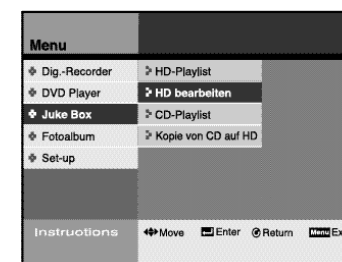 Menu
Dig.-Recorder
HD-Playlist
DVD Player
HD bearbeiten
Juke Box
CD-Playlist
Fotoalbum
Kopie von CD auf HD
Set-up
Instructions
Move Enter Return Menu Ex